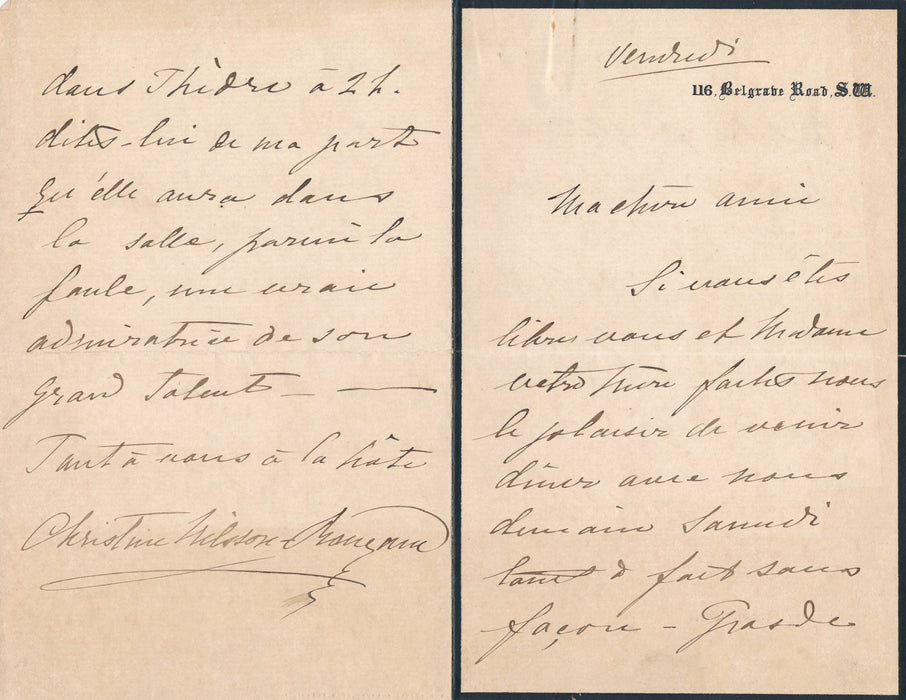 Vendredi
116, Belgrave Road, S.W.
Ma chère amie
Si vous êtes
libres vous et Madame
votre mère faites nous
le plaisir de venir
dîner avec nous
demain Samedi
tout à fait sans
façon – Pas de
dans Phèdre à 2 h.
dites-lui de ma part
qu'elle aura dans
la salle, parmi la
foule, une vraie
admiratrice de son
grand talent – —
Tout à vous à la hâte
Christine Nilsson-Rouzaud